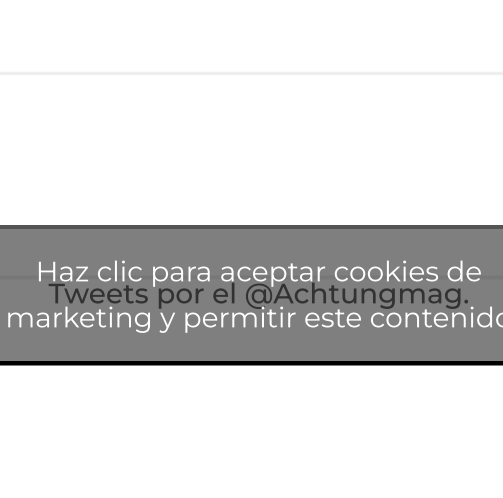 Haz clic para aceptar cookies de
Tweets por el @Achtungmag.
marketing y permitir este contenido